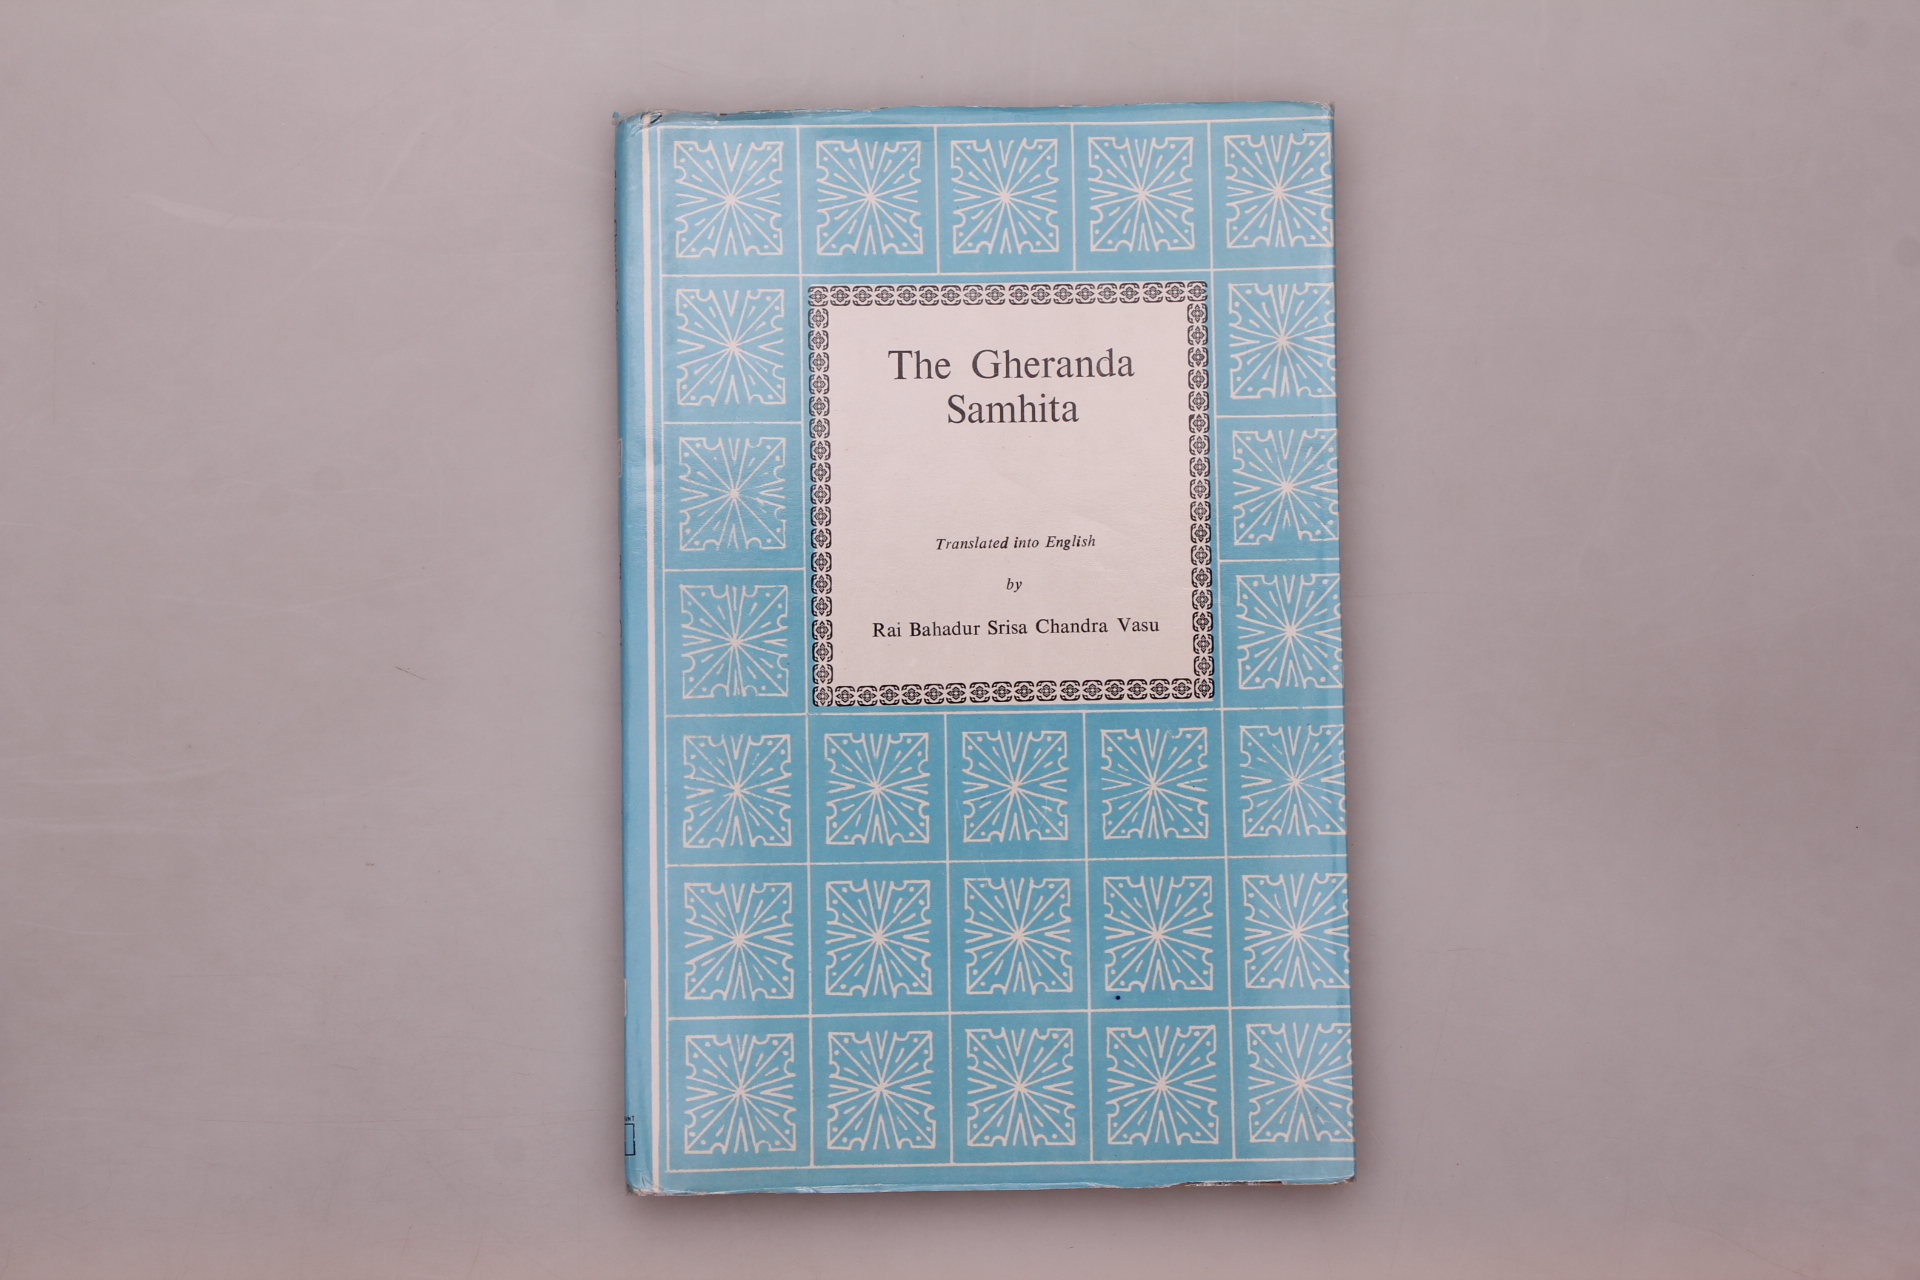 The Gheranda
Samhita
Translated into English
by
Rai Bahadur Srisa Chandra Vasu